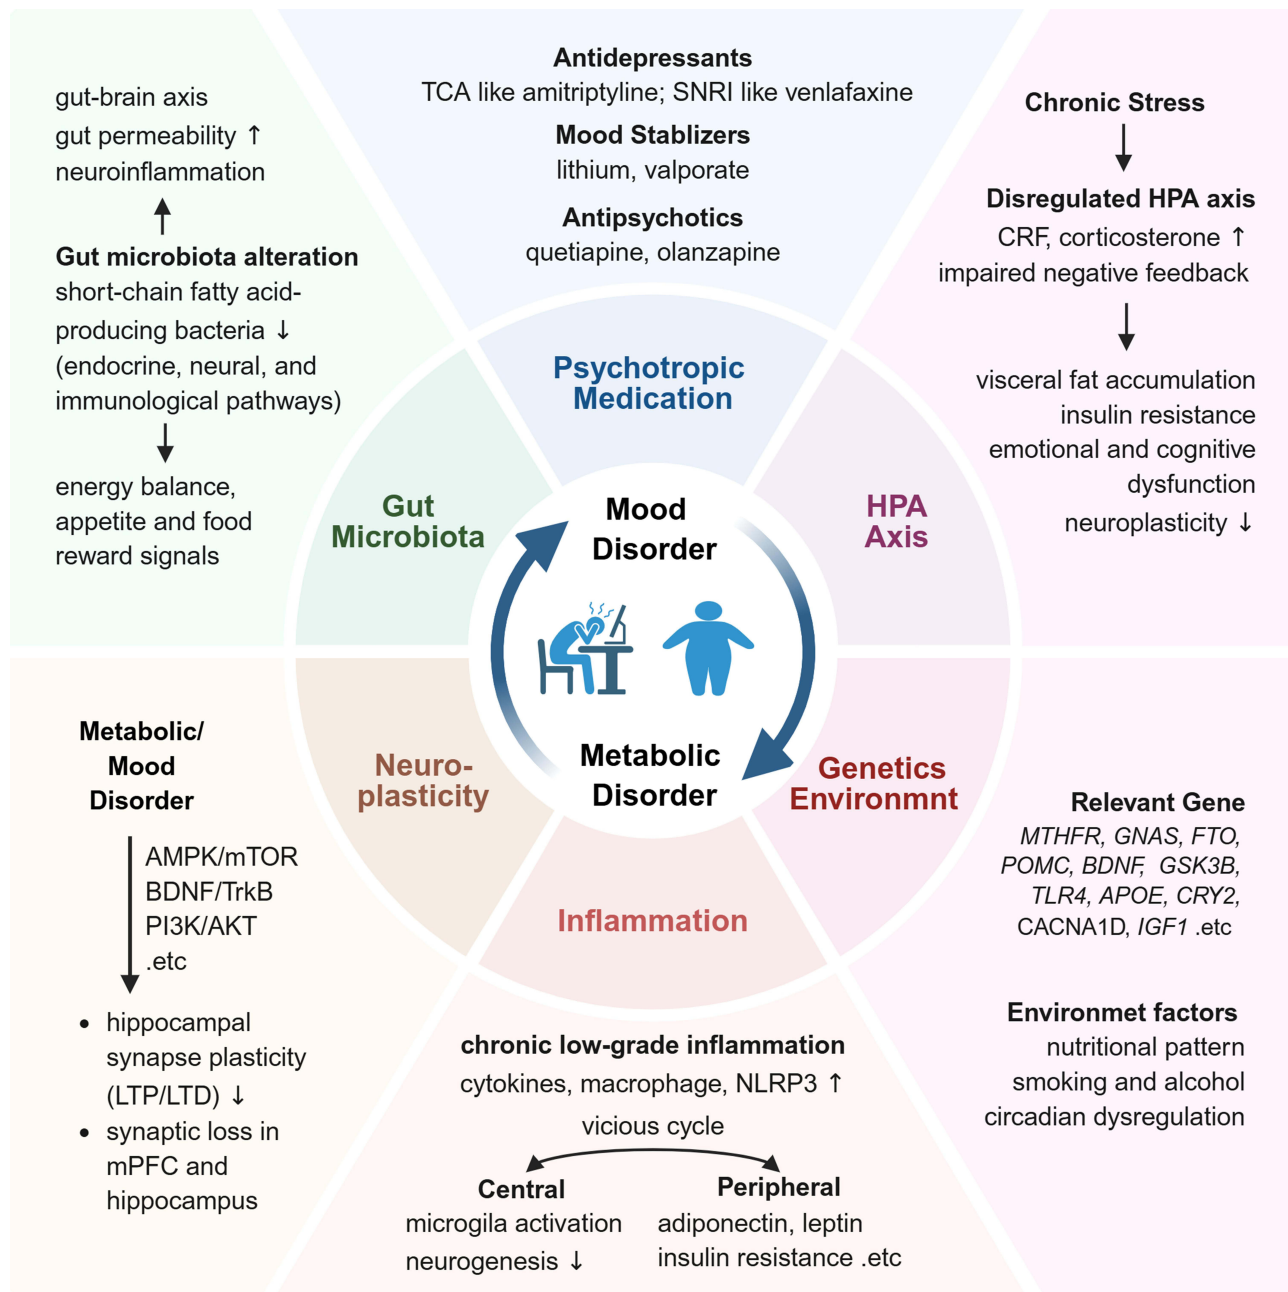 Antidepressants
TCA like amitriptyline; SNRI like venlafaxine
Mood Stablizers
lithium, valporate
Antipsychotics
quetiapine, olanzapine
Psychotropic
Medication
Chronic Stress
Disregulated HPA axis
CRF, corticosterone ↑
impaired negative feedback
visceral fat accumulation
insulin resistance
emotional and cognitive
dysfunction
neuroplasticity ↓
HPA
Axis
gut-brain axis
gut permeability ↑
neuroinflammation
Gut microbiota alteration
short-chain fatty acid-
producing bacteria ↓
(endocrine, neural, and
immunological pathways)
energy balance,
appetite and food
reward signals
Gut
Microbiota
Mood
Disorder
Metabolic
Disorder
Metabolic/
Mood
Disorder
AMPK/mTOR
BDNF/TrkB
PI3K/AKT
.etc
• hippocampal
synapse plasticity
(LTP/LTD) ↓
• synaptic loss in
mPFC and
hippocampus
Neuro-
plasticity
Inflammation
chronic low-grade inflammation
cytokines, macrophage, NLRP3 ↑
vicious cycle
Central
microgila activation
neurogenesis ↓
Peripheral
adiponectin, leptin
insulin resistance .etc
Genetics
Environmnt
Relevant Gene
MTHFR, GNAS, FTO,
POMC, BDNF, GSK3B,
TLR4, APOE, CRY2,
CACNA1D, IGF1 .etc
Environmet factors
nutritional pattern
smoking and alcohol
circadian dysregulation